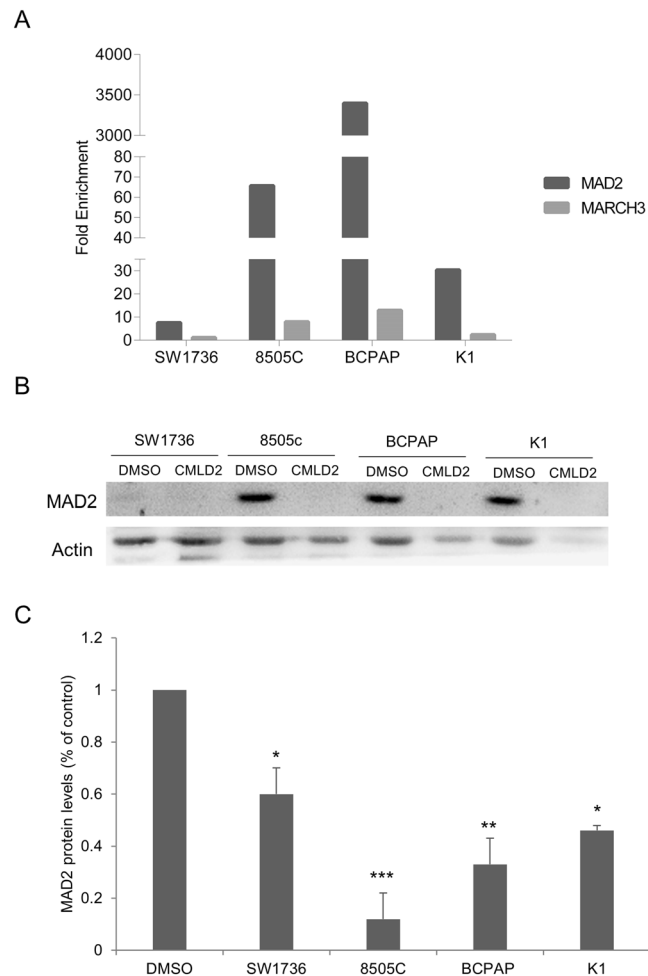 A
4000
3500
3000
80
60
70
50
40
30
20
10
0
Fold Enrichment
SW1736 8505C BCPAP K1
MAD2
MARCH3
B
SW1736 8505c BCPAP K1
DMSO CMLD2 DMSO CMLD2 DMSO CMLD2 DMSO CMLD2
MAD2
Actin
C
1.2
1
0.8
0.6
0.4
0.2
0
MAD2 protein levels (% of control)
*
***
**
*
DMSO SW1736 8505C BCPAP K1